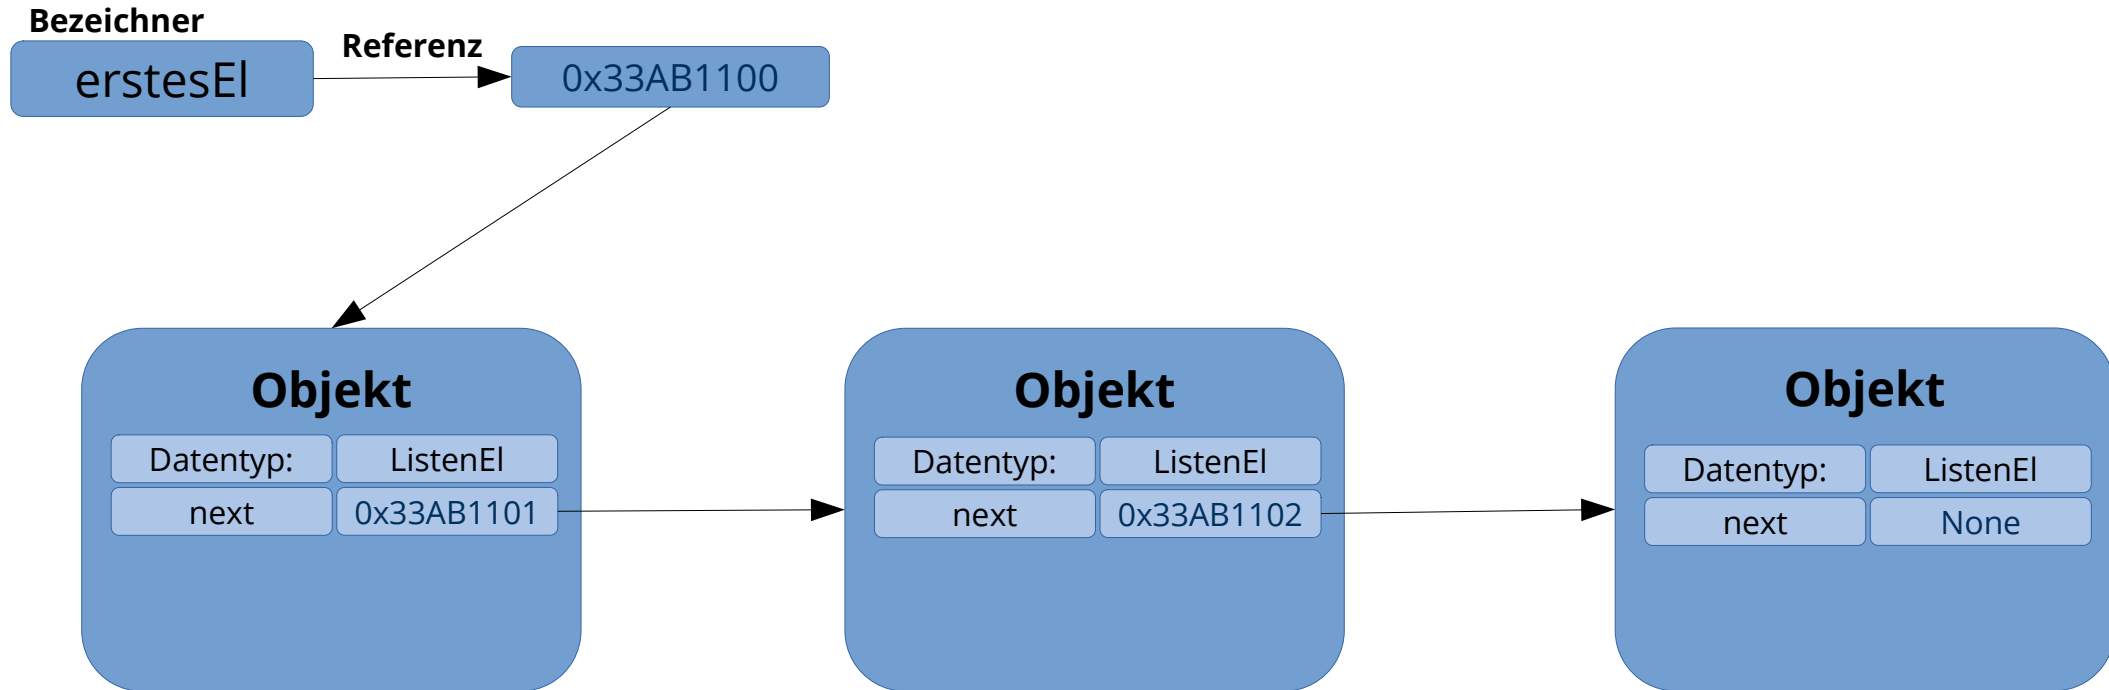 Bezeichner
erstesEl
Referenz
0x33AB1100
Objekt
Datentyp: ListenEl
next 0x33AB1101
Objekt
Datentyp: ListenEl
next 0x33AB1102
Objekt
Datentyp: ListenEl
next None